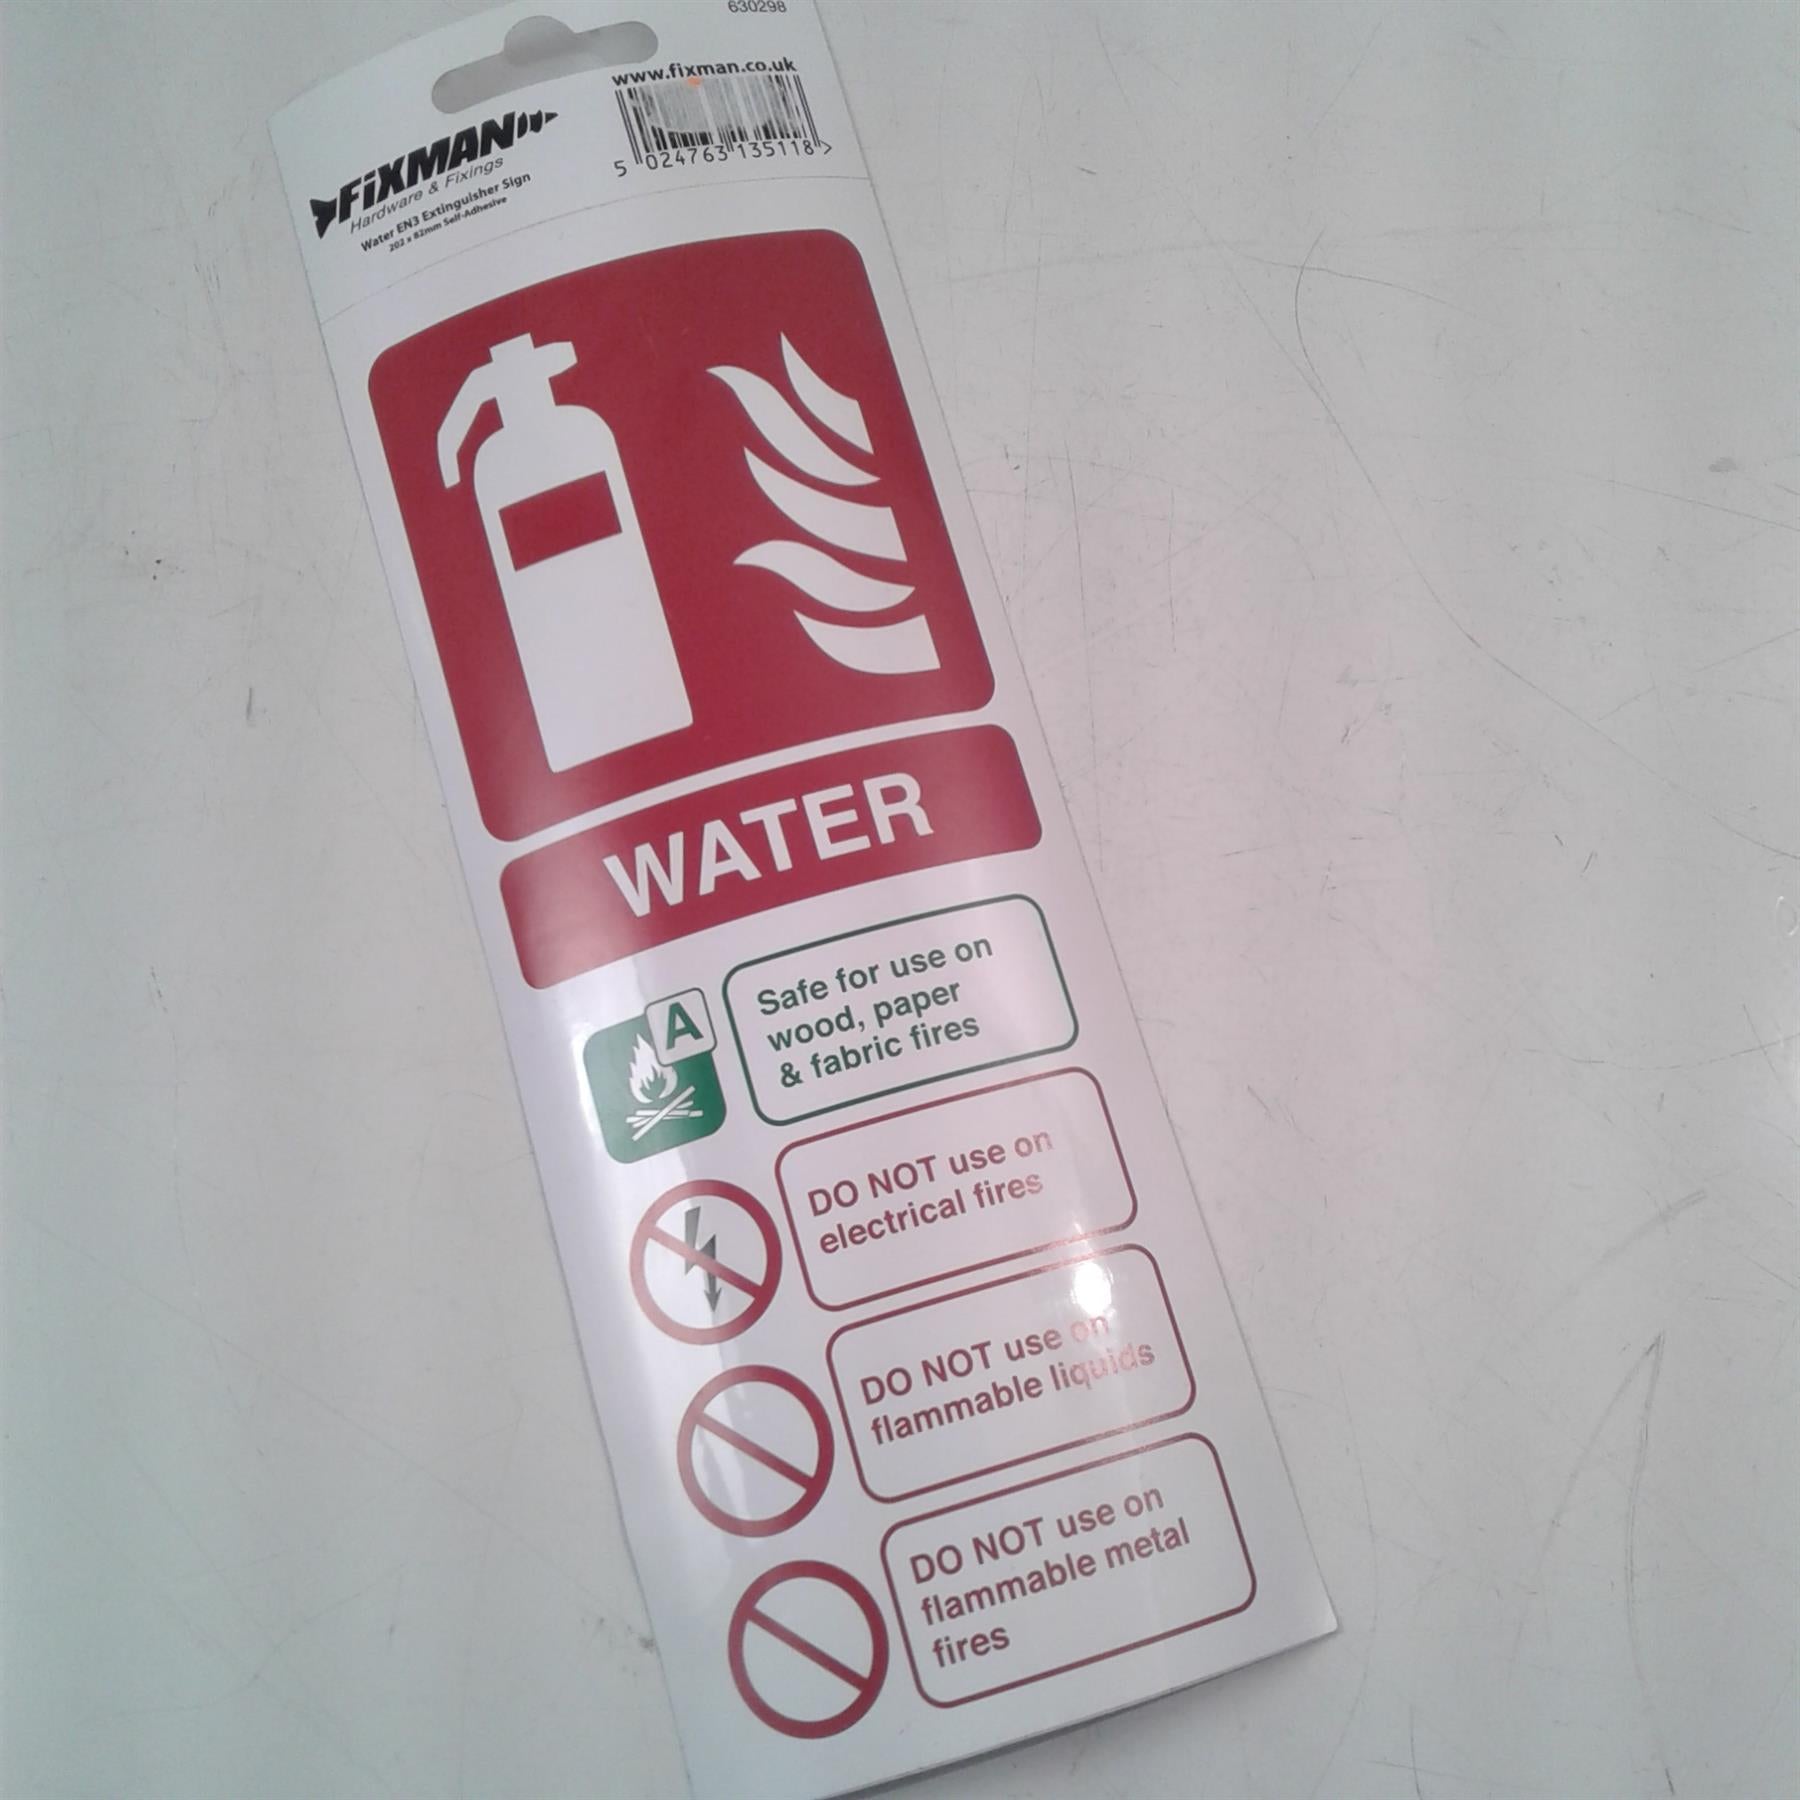 630298
www.fixman.co.uk
5 024763 135118 >
FiXMAN
Hardware & Fixings
Water EN3 Extinguisher Sign
202 x 82mm Self-Adhesive
WATER
A
Safe for use on
wood, paper
& fabric fires
DO NOT use on
electrical fires
DO NOT use on
flammable liquids
DO NOT use on
flammable metal
fires